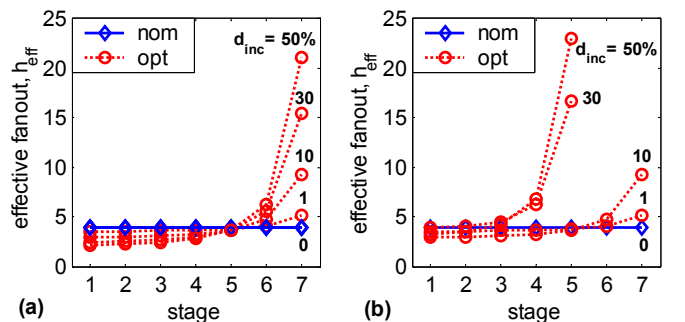 25
20
15
10
5
0
effective fanout, h_eff
nom
opt
d_inc = 50%
30
10
1
0
1 2 3 4 5 6 7
stage
(a)
25
20
15
10
5
0
effective fanout, h_eff
nom
opt
d_inc = 50%
30
10
1
0
1 2 3 4 5 6 7
stage
(b)